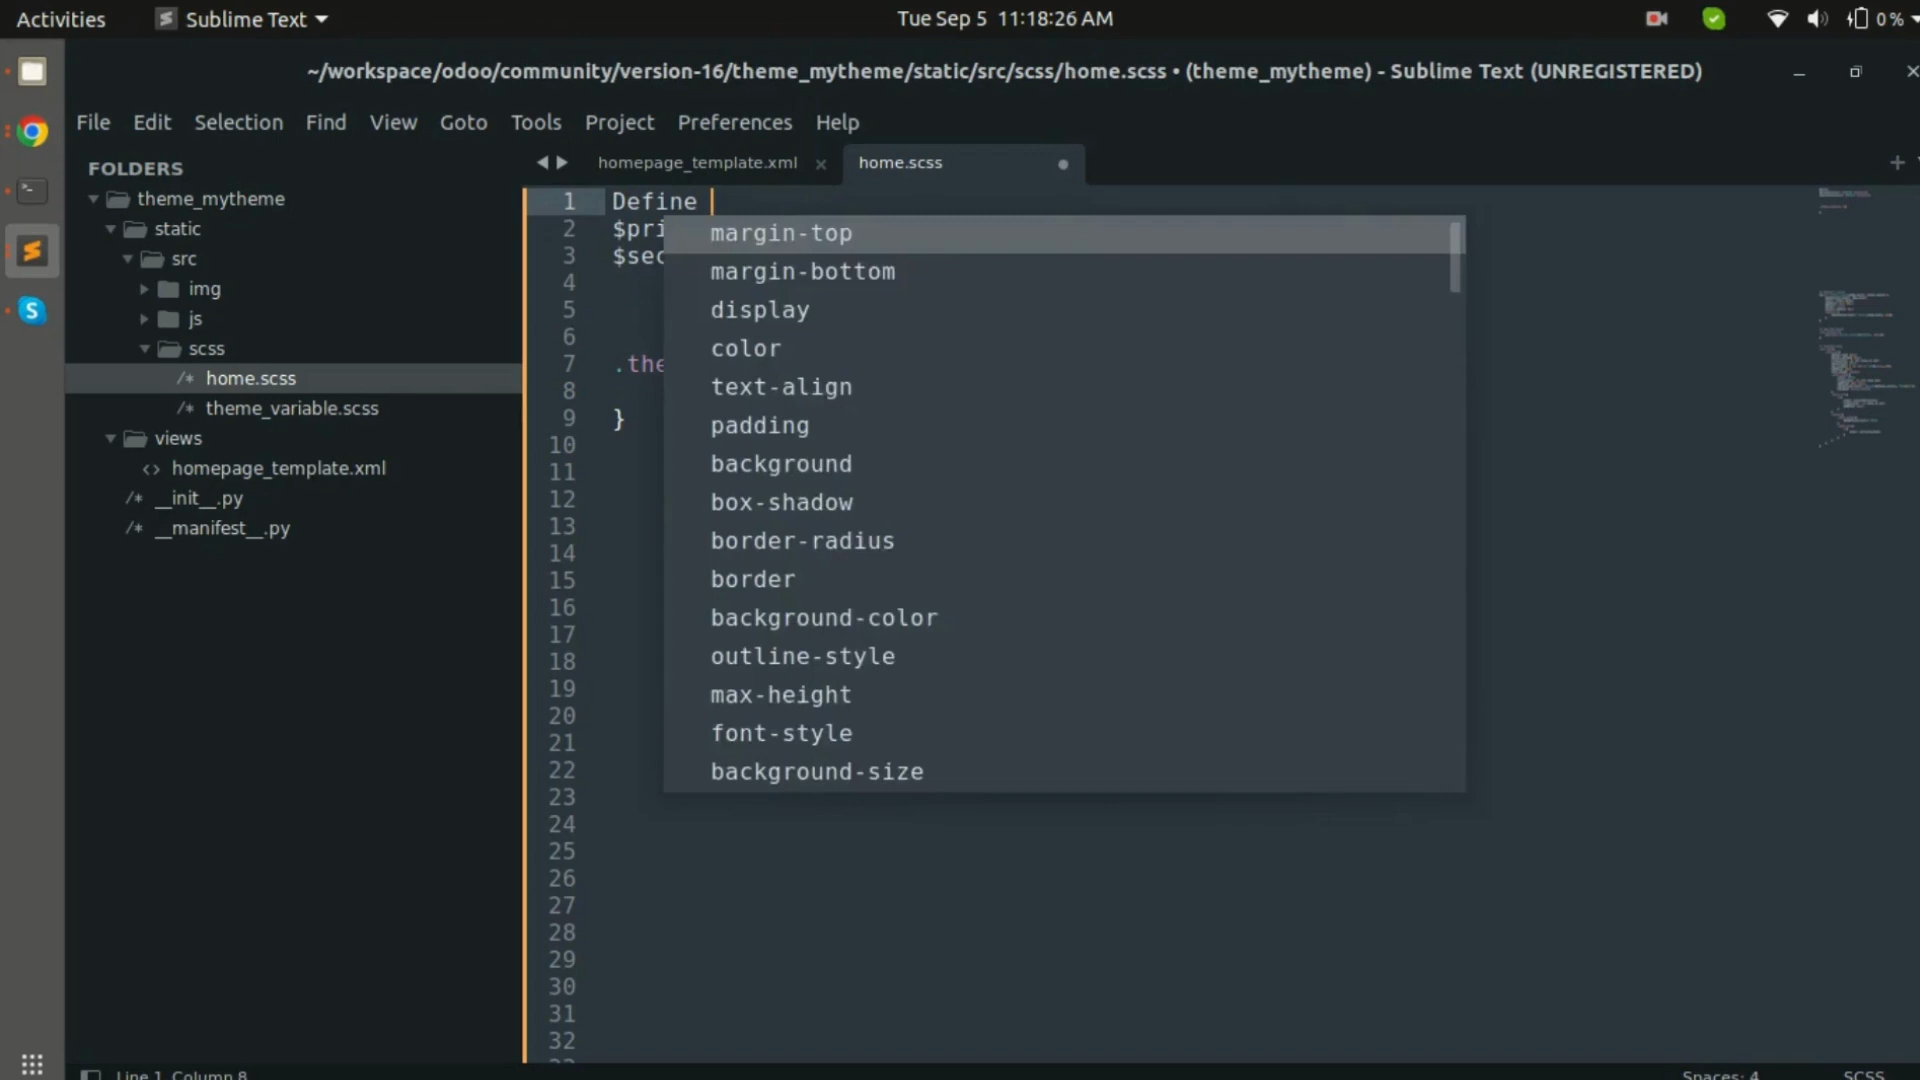 Activities Sublime Text Tue Sep 5 11:18:26 AM 0 %
~/workspace/odoo/community/version-16/theme_mytheme/static/src/scss/home.scss • (theme_mytheme) - Sublime Text (UNREGISTERED)
File Edit Selection Find View Goto Tools Project Preferences Help
FOLDERS
theme_mytheme
static
src
img
js
scss
/* home.scss
/* theme_variable.scss
views
<> homepage_template.xml
/* __init__.py
/* __manifest__.py
homepage_template.xml
home.scss
1 Define
2 $pri
3 $sec
4
5
6
7 .the
8
9 }
10
11
12
13
14
15
16
17
18
19
20
21
22
23
24
25
26
27
28
29
30
31
32
margin-top
margin-bottom
display
color
text-align
padding
background
box-shadow
border-radius
border
background-color
outline-style
max-height
font-style
background-size
Line 1, Column 8 Spaces: 4 SCSS